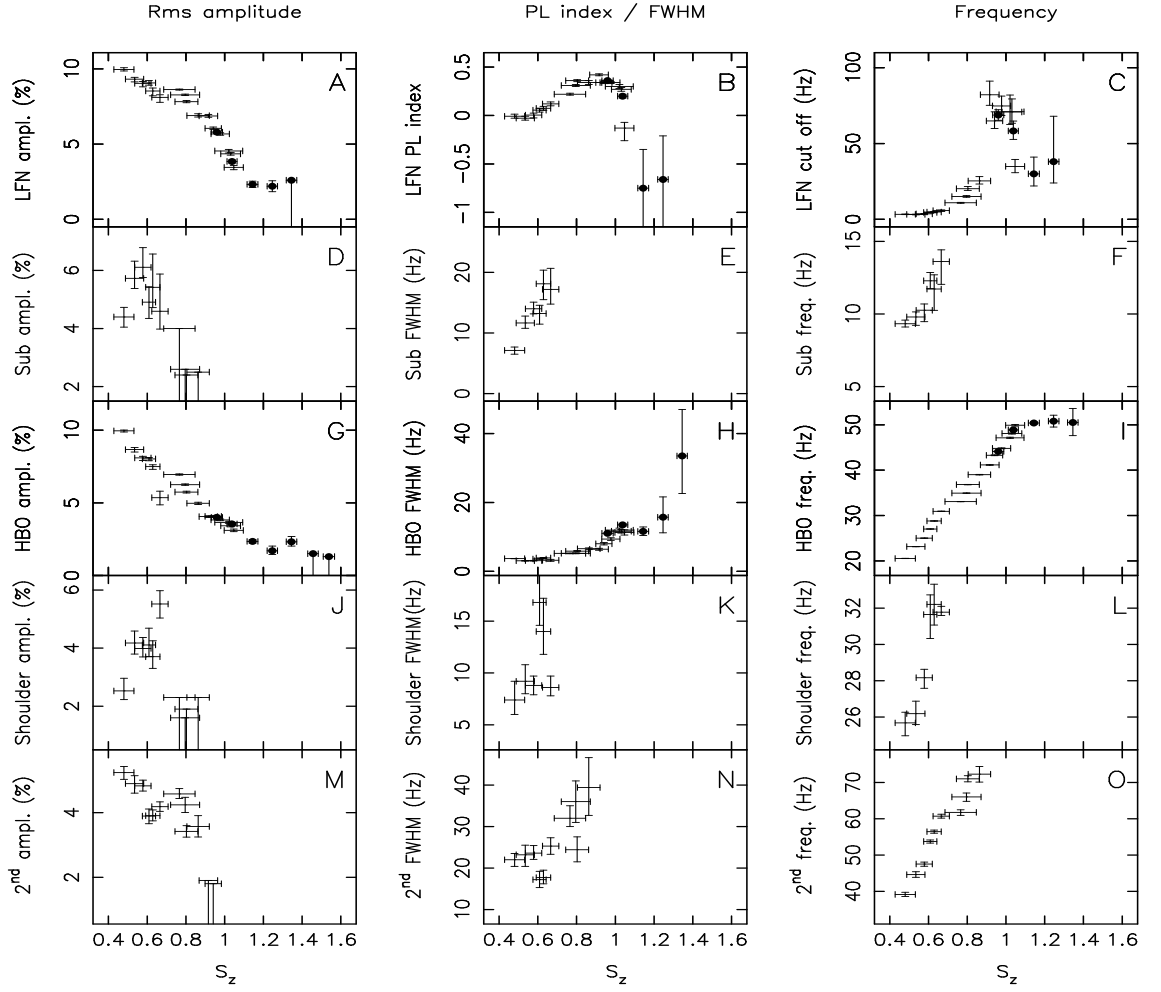 Rms amplitude PL index / FWHM Frequency
LFN ampl. (%) 0 5 10 A
LFN PL index −1 −0.5 0 0.5 B
LFN cut off (Hz) 0 50 100 C
Sub ampl. (%) 2 4 6 D
Sub FWHM (Hz) 0 10 20 E
Sub freq. (Hz) 5 10 15 F
HBO ampl. (%) 0 5 10 G
HBO FWHM (Hz) 0 20 40 H
HBO freq. (Hz) 20 30 40 50 I
Shoulder ampl. (%) 2 4 6 J
Shoulder FWHM(Hz) 5 10 15 K
Shoulder freq. (Hz) 26 28 30 32 L
2nd ampl. (%) 2 4 M
2nd FWHM (Hz) 10 20 30 40 N
2nd freq. (Hz) 40 50 60 70 O
0.4 0.6 0.8 1 1.2 1.4 1.6 0.4 0.6 0.8 1 1.2 1.4 1.6 0.4 0.6 0.8 1 1.2 1.4 1.6
Sz Sz Sz